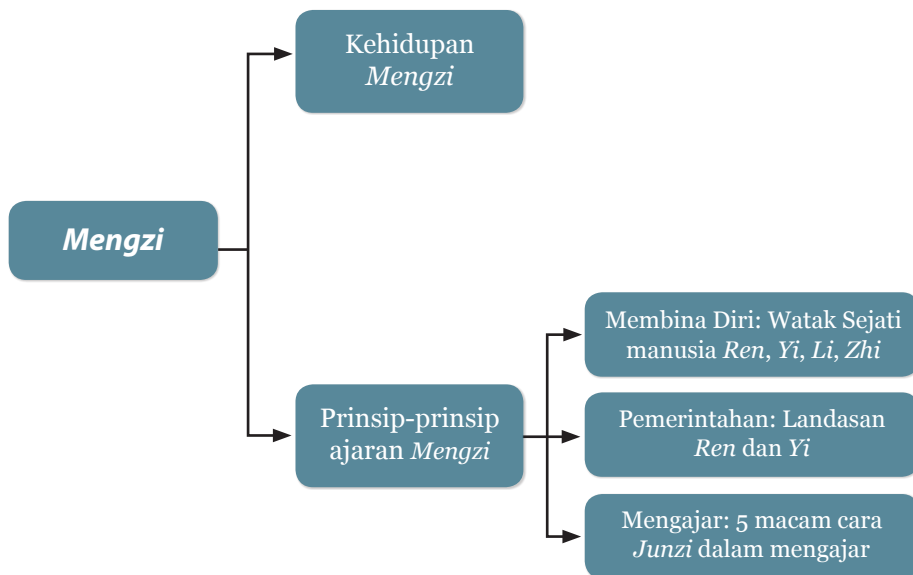 Kehidupan
Mengzi
Mengzi
Prinsip-prinsip
ajaran Mengzi
Membina Diri: Watak Sejati
manusia Ren, Yi, Li, Zhi
Pemerintahan: Landasan
Ren dan Yi
Mengajar: 5 macam cara
Junzi dalam mengajar